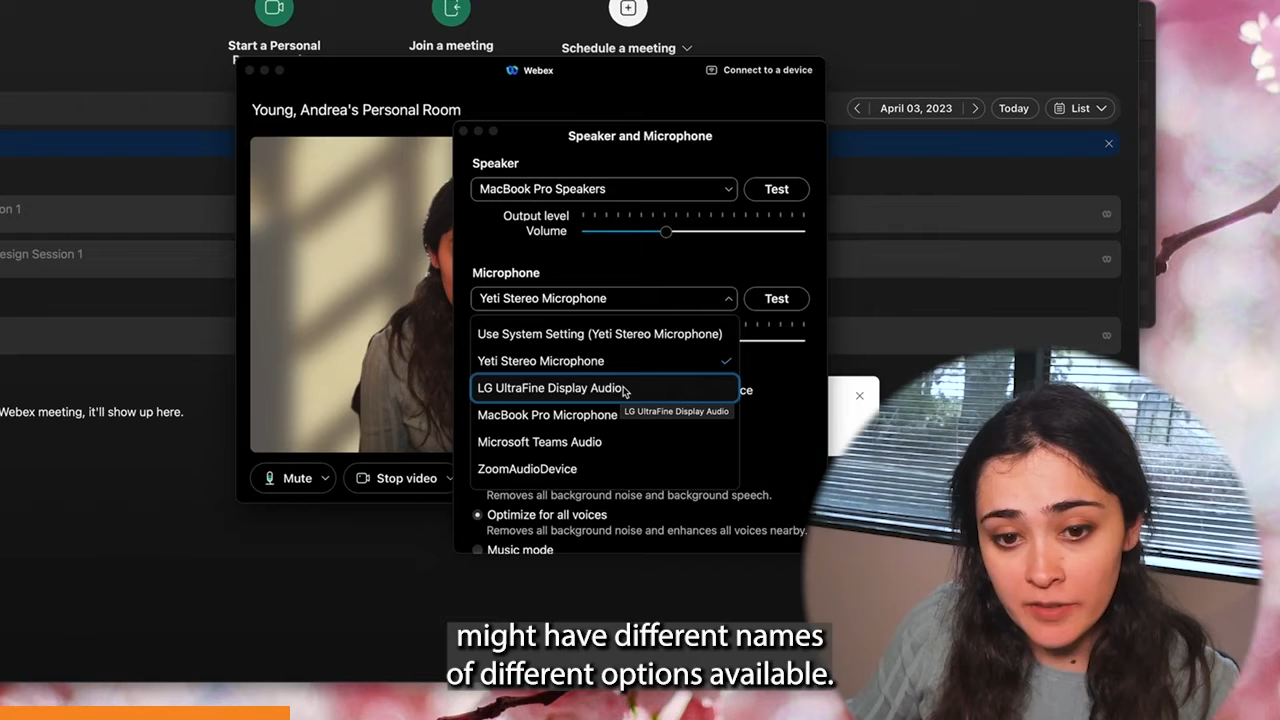 Start a Personal
Join a meeting
Schedule a meeting
Webex
Connect to a device
Young, Andrea's Personal Room
April 03, 2023
Today
List
Speaker and Microphone
Speaker
MacBook Pro Speakers
Test
Output level
Volume
on 1
esign Session 1
Microphone
Yeti Stereo Microphone
Test
Use System Setting (Yeti Stereo Microphone)
Yeti Stereo Microphone
LG UltraFine Display Audio
ce
MacBook Pro Microphone
LG UltraFine Display Audio
Webex meeting, it'll show up here.
Microsoft Teams Audio
ZoomAudioDevice
Mute
Stop video
Removes all background noise and background speech.
Optimize for all voices
Removes all background noise and enhances all voices nearby.
Music mode
might have different names
of different options available.